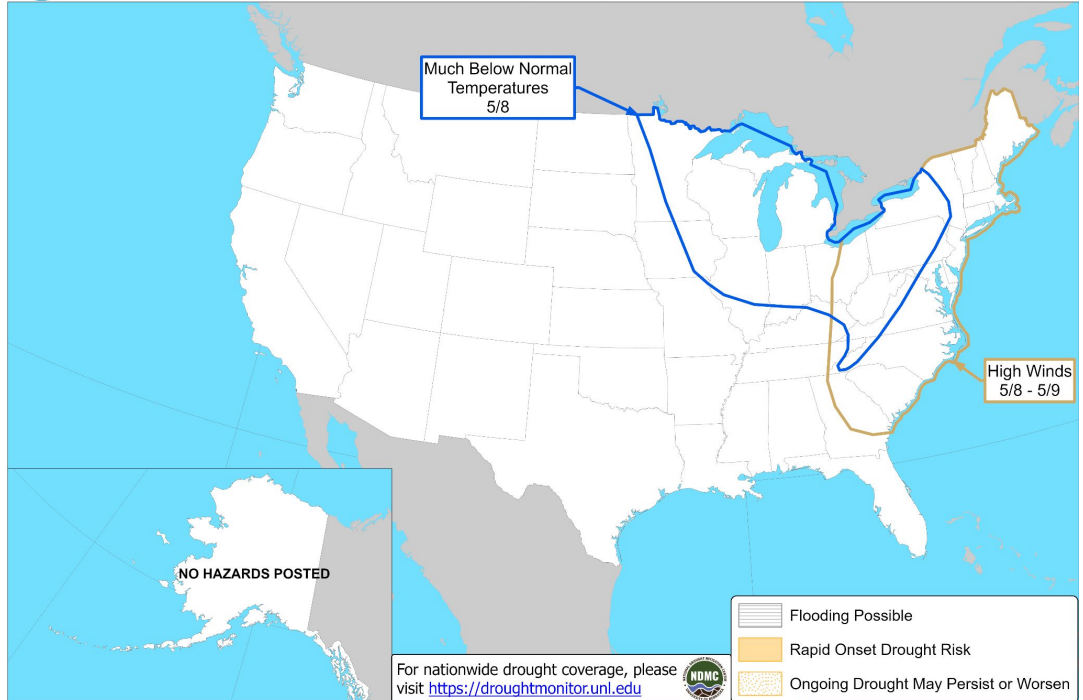 Much Below Normal
Temperatures
5/8
High Winds
5/8 - 5/9
NO HAZARDS POSTED
For nationwide drought coverage, please
visit https://droughtmonitor.unl.edu
NDMC
Flooding Possible
Rapid Onset Drought Risk
Ongoing Drought May Persist or Worsen